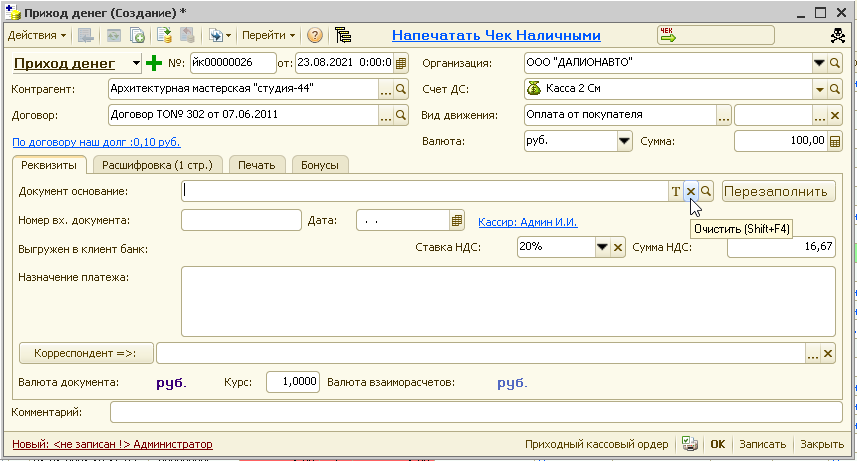 Приход денег (Создание) *
Действия Перейти Напечатать Чек Наличными ЧЕК
Приход денег №: йк00000026 от: 23.08.2021 0:00:0 Организация: ООО "ДАЛИОНАВТО"
Контрагент: Архитектурная мастерская "студия-44" ... Счет ДС: Касса 2 См
Договор: Договор ТО№ 302 от 07.06.2011 ... Вид движения: Оплата от покупателя ... ...
По договору наш долг :0,10 руб. Валюта: руб. Сумма: 100,00
Реквизиты Расшифровка (1 стр.) Печать Бонусы
Документ основание: T Перезаполнить
Номер вх. документа: Дата: . . Кассир: Админ И.И.
Очистить (Shift+F4)
Выгружен в клиент банк: Ставка НДС: 20% Сумма НДС: 16,67
Назначение платежа:
Корреспондент =>: ...
Валюта документа руб. Курс: 1,0000 Валюта взаиморасчетов: руб.
Комментарий:
Новый: <не записан !> Администратор Приходный кассовый ордер OK Записать Закрыть